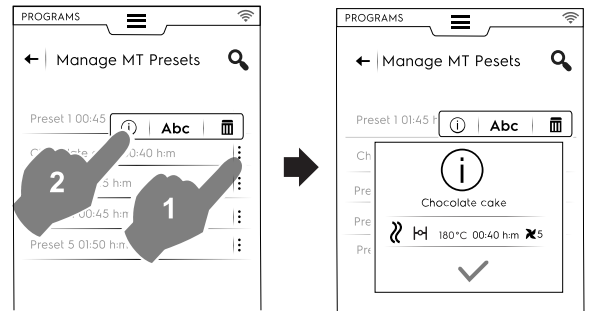 PROGRAMS
Manage MT Presets
Preset 1 00:45
Abc
0:40 h:m
2
5 h:m
1
00:45 h:m
Preset 5 01:50 h:m
PROGRAMS
Manage MT Pesets
Preset 1 01:45 h
Abc
Ch
i
Chocolate cake
Pre
180°C 00:40 h:m 5
Pre
Pre